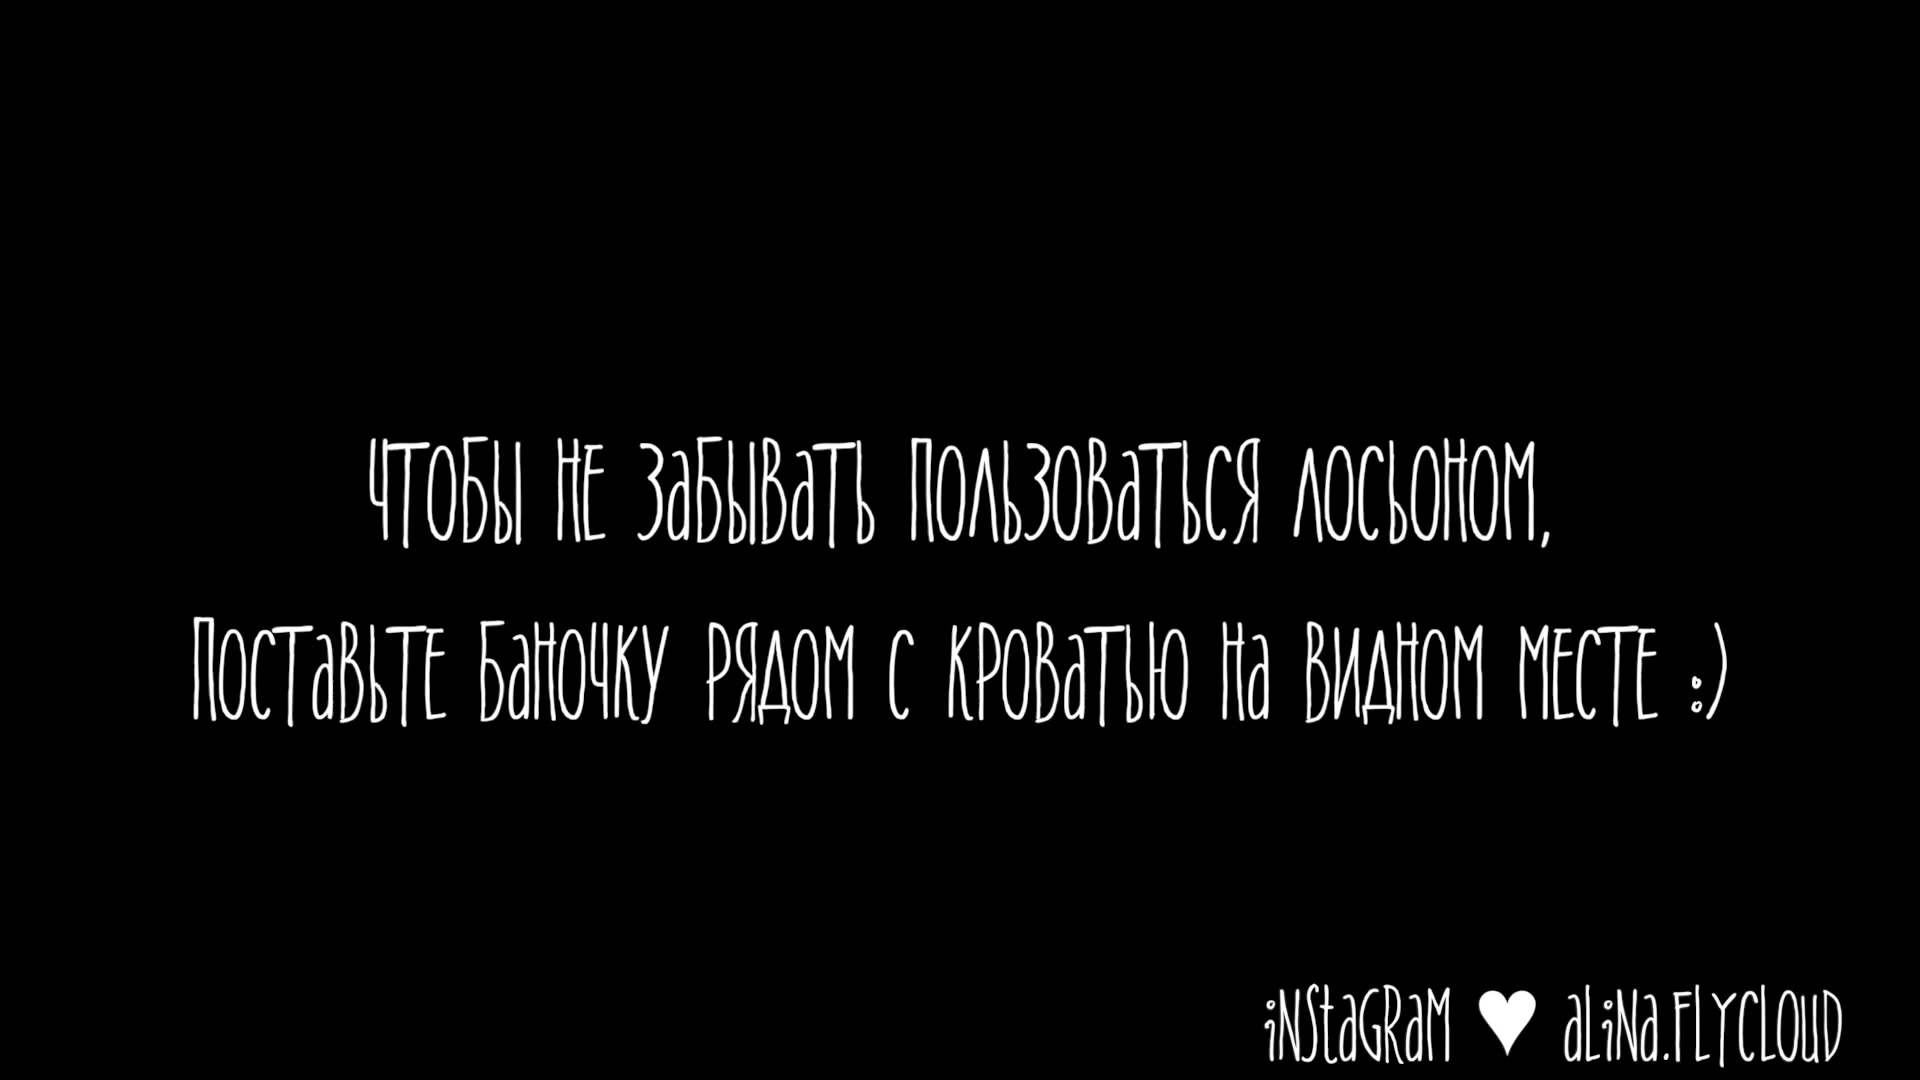 Чтобы не забывать пользоваться лосьоном,
поставьте баночку рядом с кроватью на видном месте :)
instagram ♥ alina.flycloud